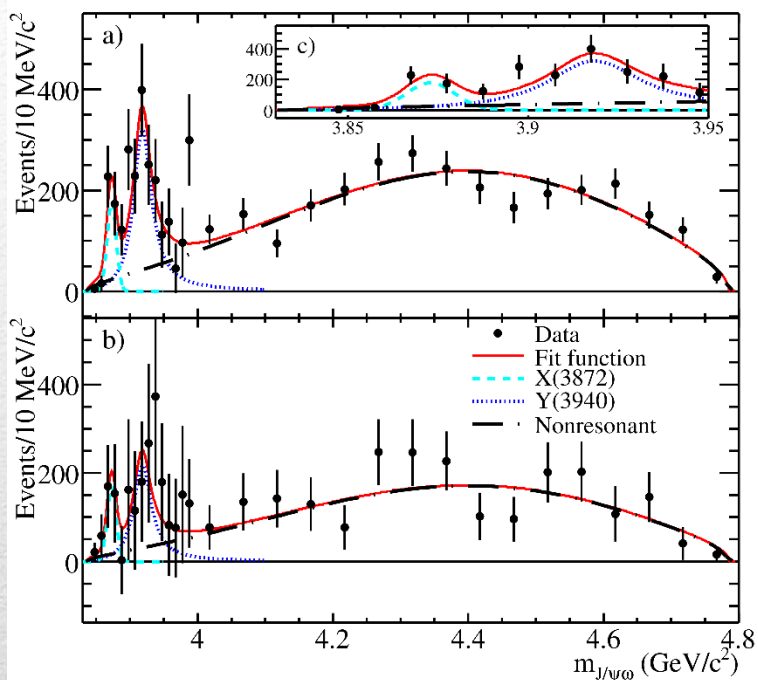 a)
c)
400
200
0
3.85
3.9
3.95
Events/10 MeV/c²
400
200
0
b)
Data
Fit function
X(3872)
Y(3940)
Nonresonant
Events/10 MeV/c²
400
200
0
4
4.2
4.4
4.6
4.8
m_J/ψω (GeV/c²)